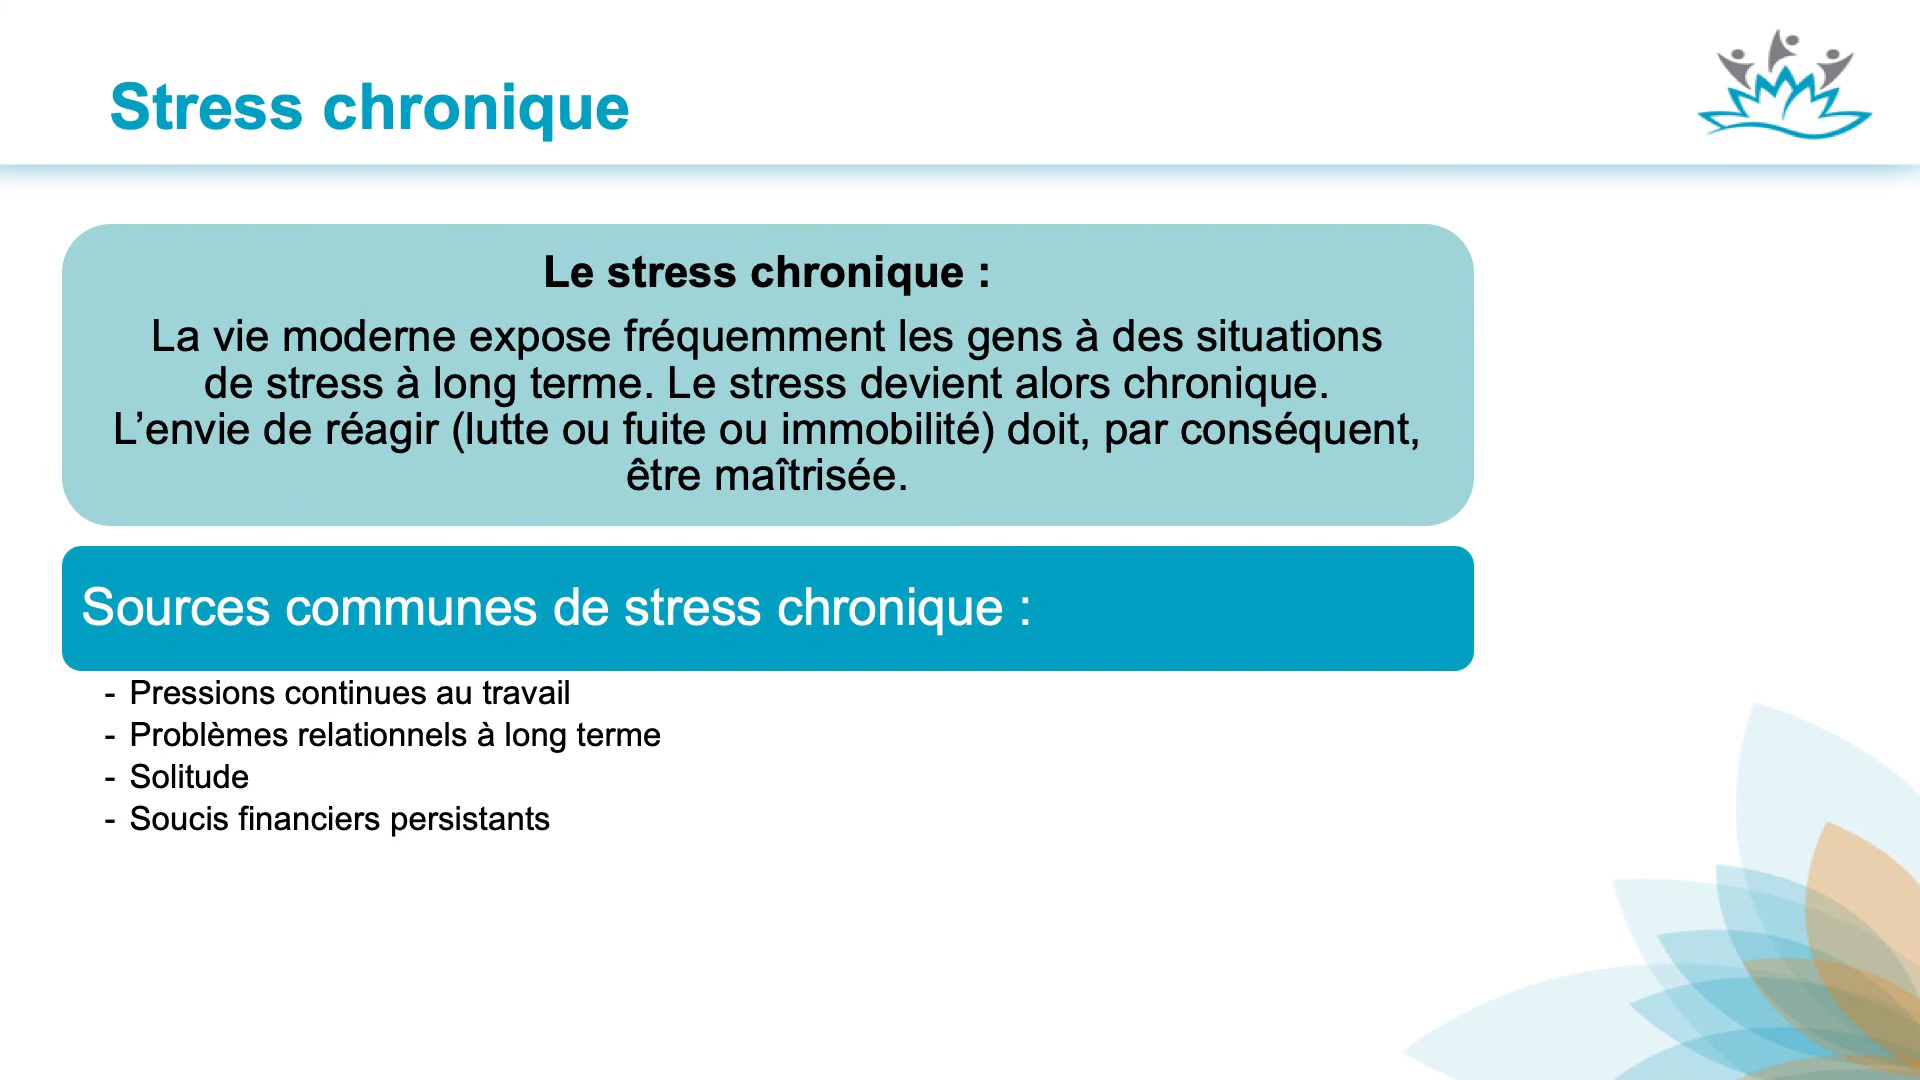 Stress chronique
Le stress chronique :
La vie moderne expose fréquemment les gens à des situations
de stress à long terme. Le stress devient alors chronique.
L’envie de réagir (lutte ou fuite ou immobilité) doit, par conséquent,
être maîtrisée.
Sources communes de stress chronique :
- Pressions continues au travail
- Problèmes relationnels à long terme
- Solitude
- Soucis financiers persistants